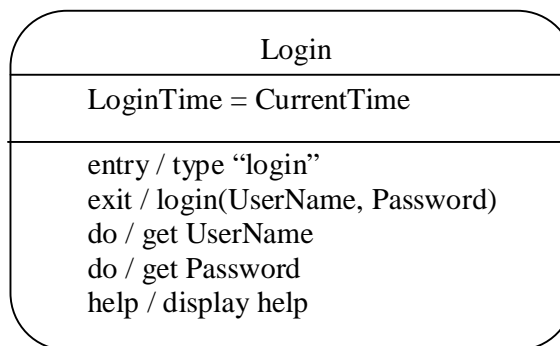 Login
LoginTime = CurrentTime
entry / type “login”
exit / login(UserName, Password)
do / get UserName
do / get Password
help / display help